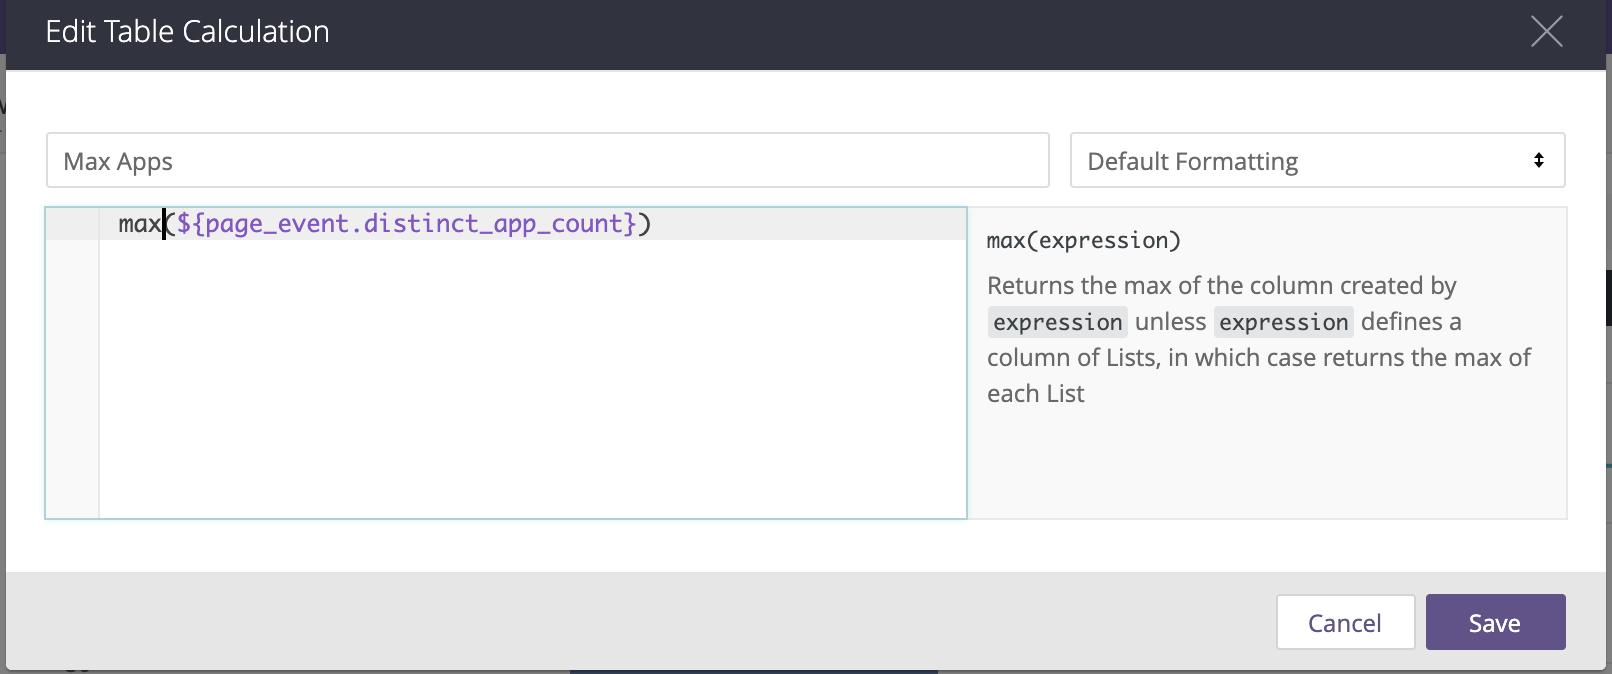 Edit Table Calculation
Max Apps
Default Formatting
max(${page_event.distinct_app_count})
max(expression)
Returns the max of the column created by
expression unless expression defines a
column of Lists, in which case returns the max of
each List
Cancel
Save